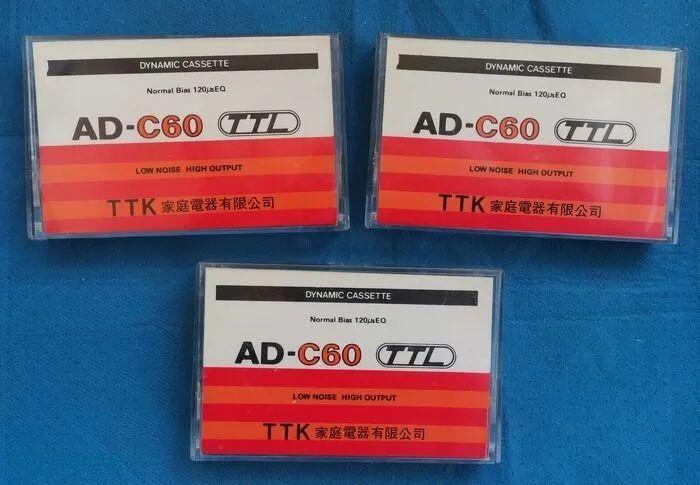 DYNAMIC CASSETTE
Normal Bias 120µsEQ
AD-C60 TTL
LOW NOISE HIGH OUTPUT
TTK 家庭電器有限公司
DYNAMIC CASSETTE
Normal Bias 120µsEQ
AD-C60 TTL
LOW NOISE HIGH OUTPUT
TTK 家庭電器有限公司
DYNAMIC CASSETTE
Normal Bias 120µsEQ
AD-C60 TTL
LOW NOISE HIGH OUTPUT
TTK 家庭電器有限公司